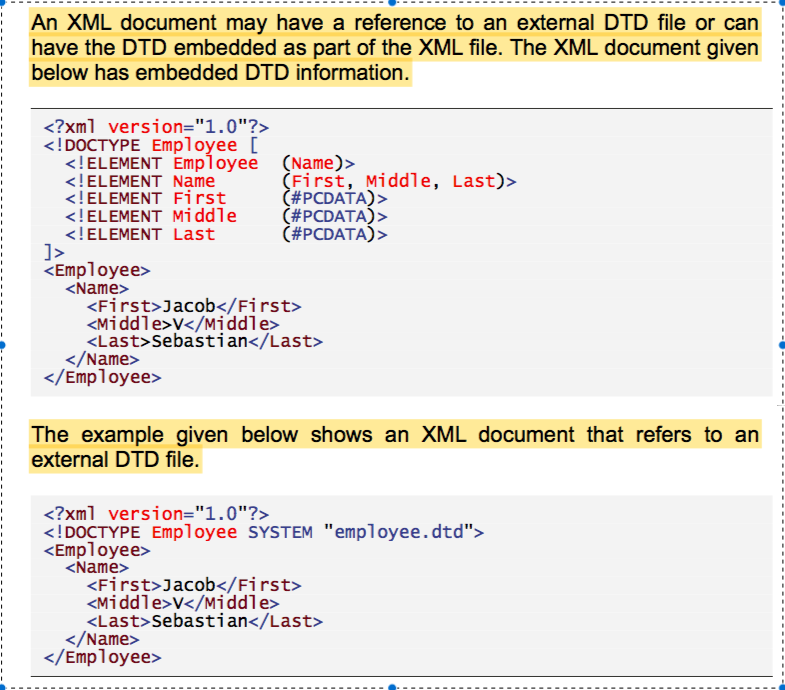 An XML document may have a reference to an external DTD file or can
have the DTD embedded as part of the XML file. The XML document given
below has embedded DTD information.
<?xml version="1.0"?>
<!DOCTYPE Employee [
  <!ELEMENT Employee  (Name)>
  <!ELEMENT Name      (First, Middle, Last)>
  <!ELEMENT First     (#PCDATA)>
  <!ELEMENT Middle    (#PCDATA)>
  <!ELEMENT Last      (#PCDATA)>
]>
<Employee>
  <Name>
    <First>Jacob</First>
    <Middle>V</Middle>
    <Last>Sebastian</Last>
  </Name>
</Employee>
The example given below shows an XML document that refers to an
external DTD file.
<?xml version="1.0"?>
<!DOCTYPE Employee SYSTEM "employee.dtd">
<Employee>
  <Name>
    <First>Jacob</First>
    <Middle>V</Middle>
    <Last>Sebastian</Last>
  </Name>
</Employee>